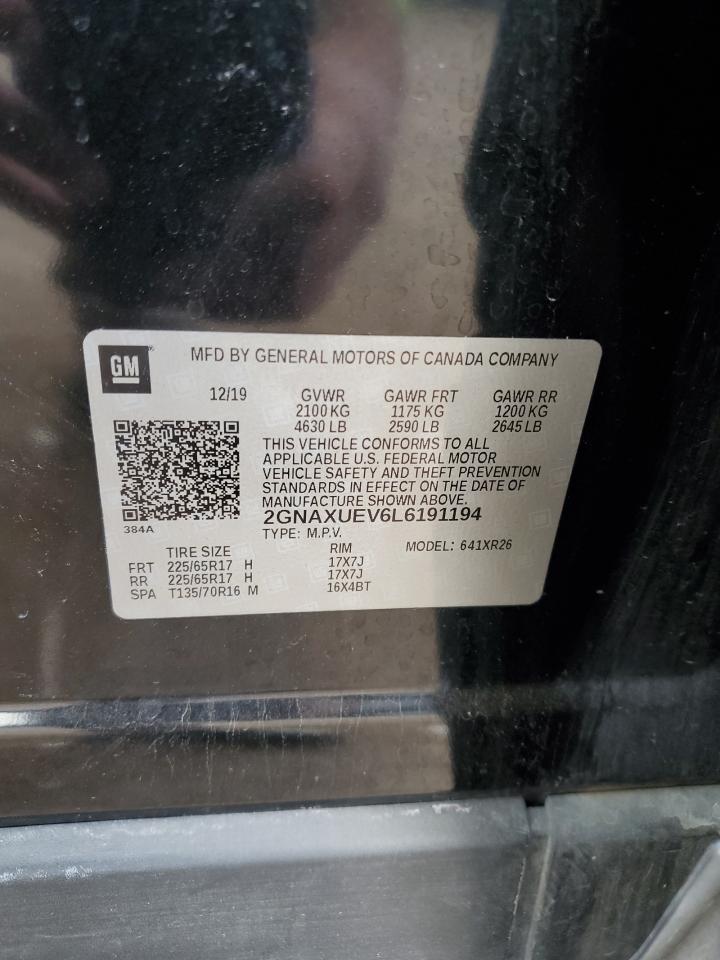 GM
MFD BY GENERAL MOTORS OF CANADA COMPANY
12/19 GVWR GAWR FRT GAWR RR
2100 KG 1175 KG 1200 KG
4630 LB 2590 LB 2645 LB
THIS VEHICLE CONFORMS TO ALL
APPLICABLE U.S. FEDERAL MOTOR
VEHICLE SAFETY AND THEFT PREVENTION
STANDARDS IN EFFECT ON THE DATE OF
MANUFACTURE SHOWN ABOVE.
2GNAXUEV6L6191194
384A
TYPE: M.P.V. MODEL: 641XR26
TIRE SIZE RIM
FRT 225/65R17 H 17X7J
RR 225/65R17 H 17X7J
SPA T135/70R16 M 16X4BT